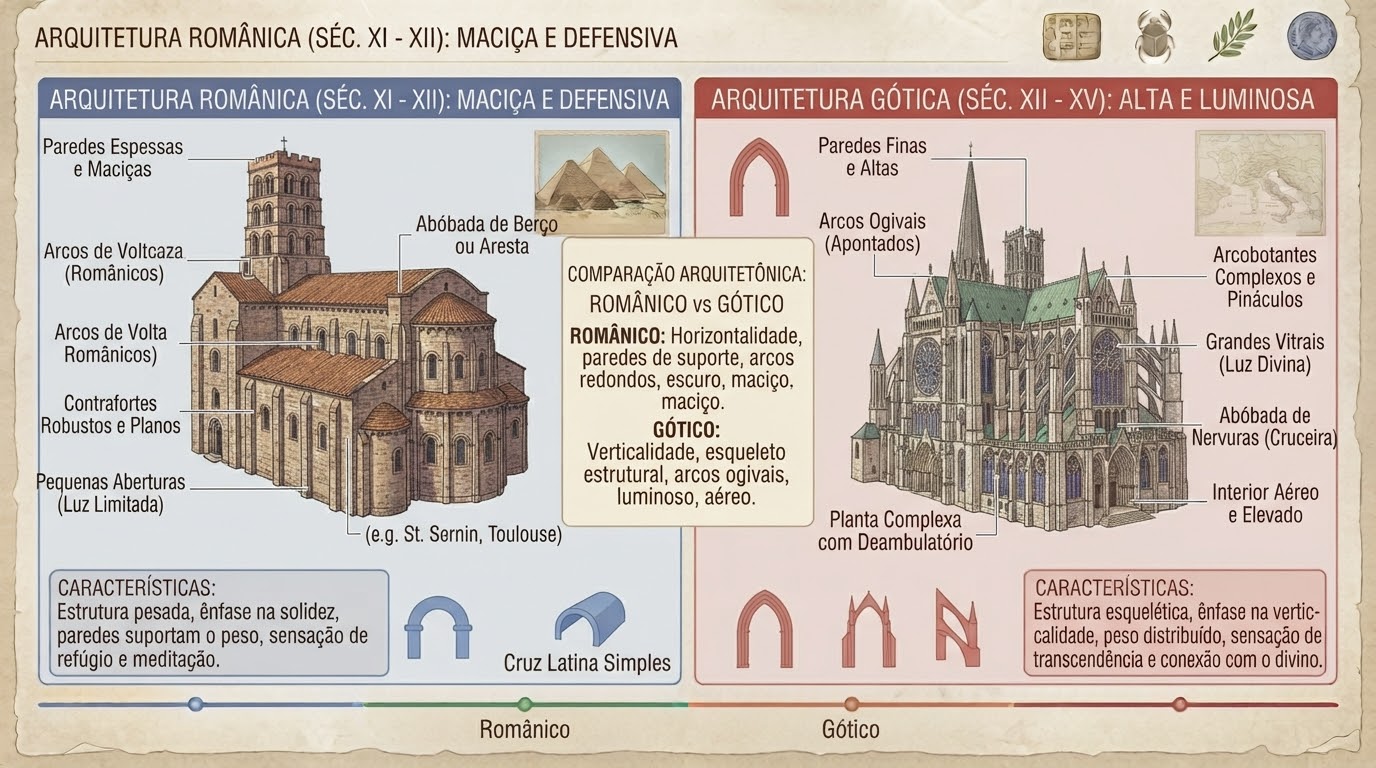 ARQUITETURA ROMÂNICA (SÉC. XI - XII): MACIÇA E DEFENSIVA
ARQUITETURA ROMÂNICA (SÉC. XI - XII): MACIÇA E DEFENSIVA
Paredes Espessas
e Maciças
Abóbada de Berço
ou Aresta
Arcos de Voltcaza
(Românicos)
Arcos de Volta
Românicos)
Contrafortes
Robustos e Planos
Pequenas Aberturas
(Luz Limitada)
(e.g. St. Sernin, Toulouse)
CARACTERÍSTICAS:
Estrutura pesada, ênfase na solidez,
paredes suportam o peso, sensação de
refúgio e meditação.
Cruz Latina Simples
COMPARAÇÃO ARQUITETÔNICA:
ROMÂNICO vs GÓTICO
ROMÂNICO: Horizontalidade,
paredes de suporte, arcos
redondos, escuro, maciço.
maciço.
GÓTICO:
Verticalidade, esqueleto
estrutural, arcos ogivais,
luminoso, aéreo.
ARQUITETURA GÓTICA (SÉC. XII - XV): ALTA E LUMINOSA
Paredes Finas
e Altas
Arcos Ogivais
(Apontados)
Arcobotantes
Complexos e
Pináculos
Grandes Vitrais
(Luz Divina)
Abóbada de
Nervuras (Cruceira)
Interior Aéreo
e Elevado
Planta Complexa
com Deambulatório
CARACTERÍSTICAS:
Estrutura esquelética, ênfase na vertic-
calidade, peso distribuído, sensação de
transcendência e conexão com o divino.
Românico
Gótico